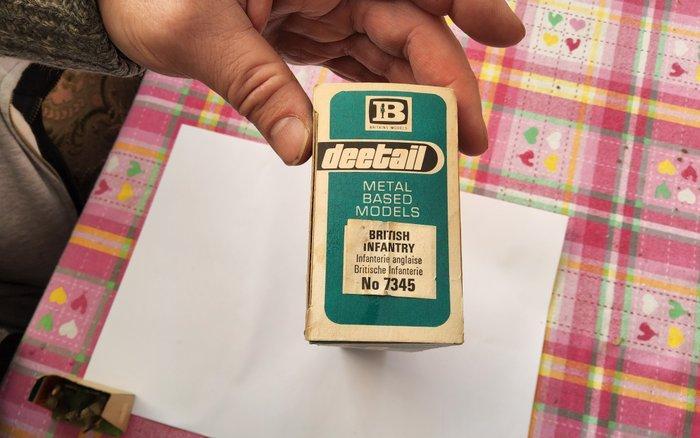 B
BRITAINS MODELS
deetail
METAL
BASED
MODELS
BRITISH
INFANTRY
Infanterie anglaise
Britische Infanterie
No 7345